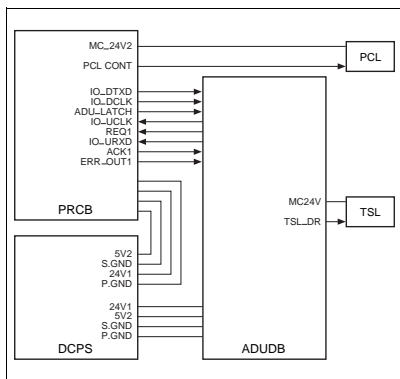 MC_24V2
PCL
PCL CONT
IO_DTXD
IO_DCLK
ADU_LATCH
IO_UCLK
REQ1
IO_URXD
ACK1
ERR_OUT1
MC24V
TSL
TSL_DR
PRCB
5V2
S.GND
24V1
P.GND
24V1
5V2
S.GND
P.GND
DCPS
ADUDB